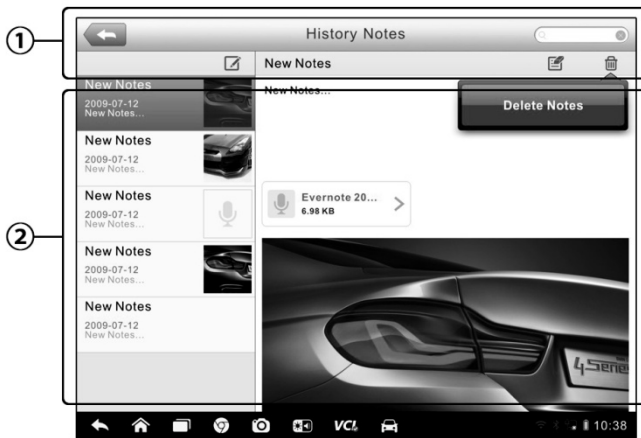 ①
History Notes
New Notes
New Notes
2009-07-12
New Notes...
New Notes...
Delete Notes
New Notes
2009-07-12
New Notes...
New Notes
2009-07-12
New Notes...
Evernote 20...
6.98 KB
②
New Notes
2009-07-12
New Notes...
New Notes
2009-07-12
New Notes...
VCI
10:38